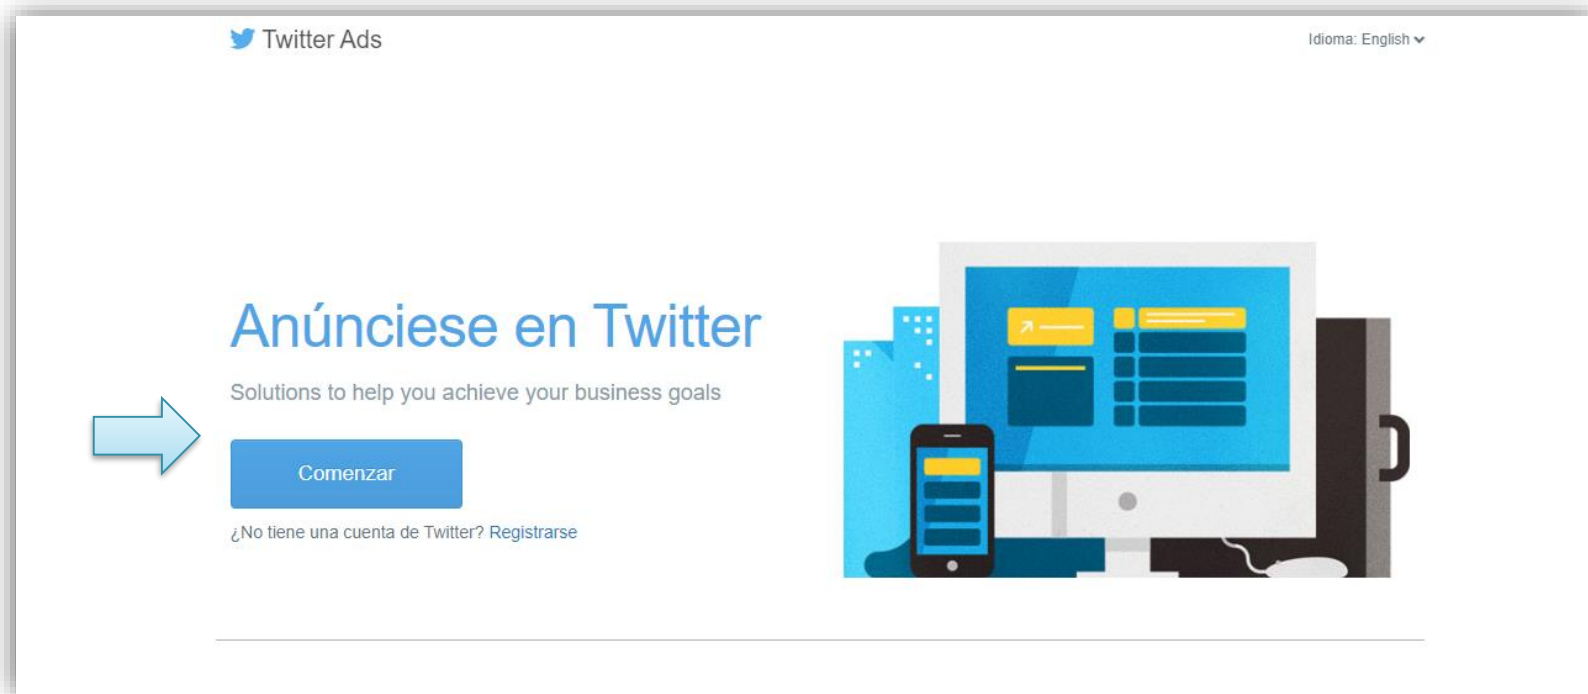 Twitter Ads
Idioma: English
Anúnciese en Twitter
Solutions to help you achieve your business goals
Comenzar
¿No tiene una cuenta de Twitter? Registrarse